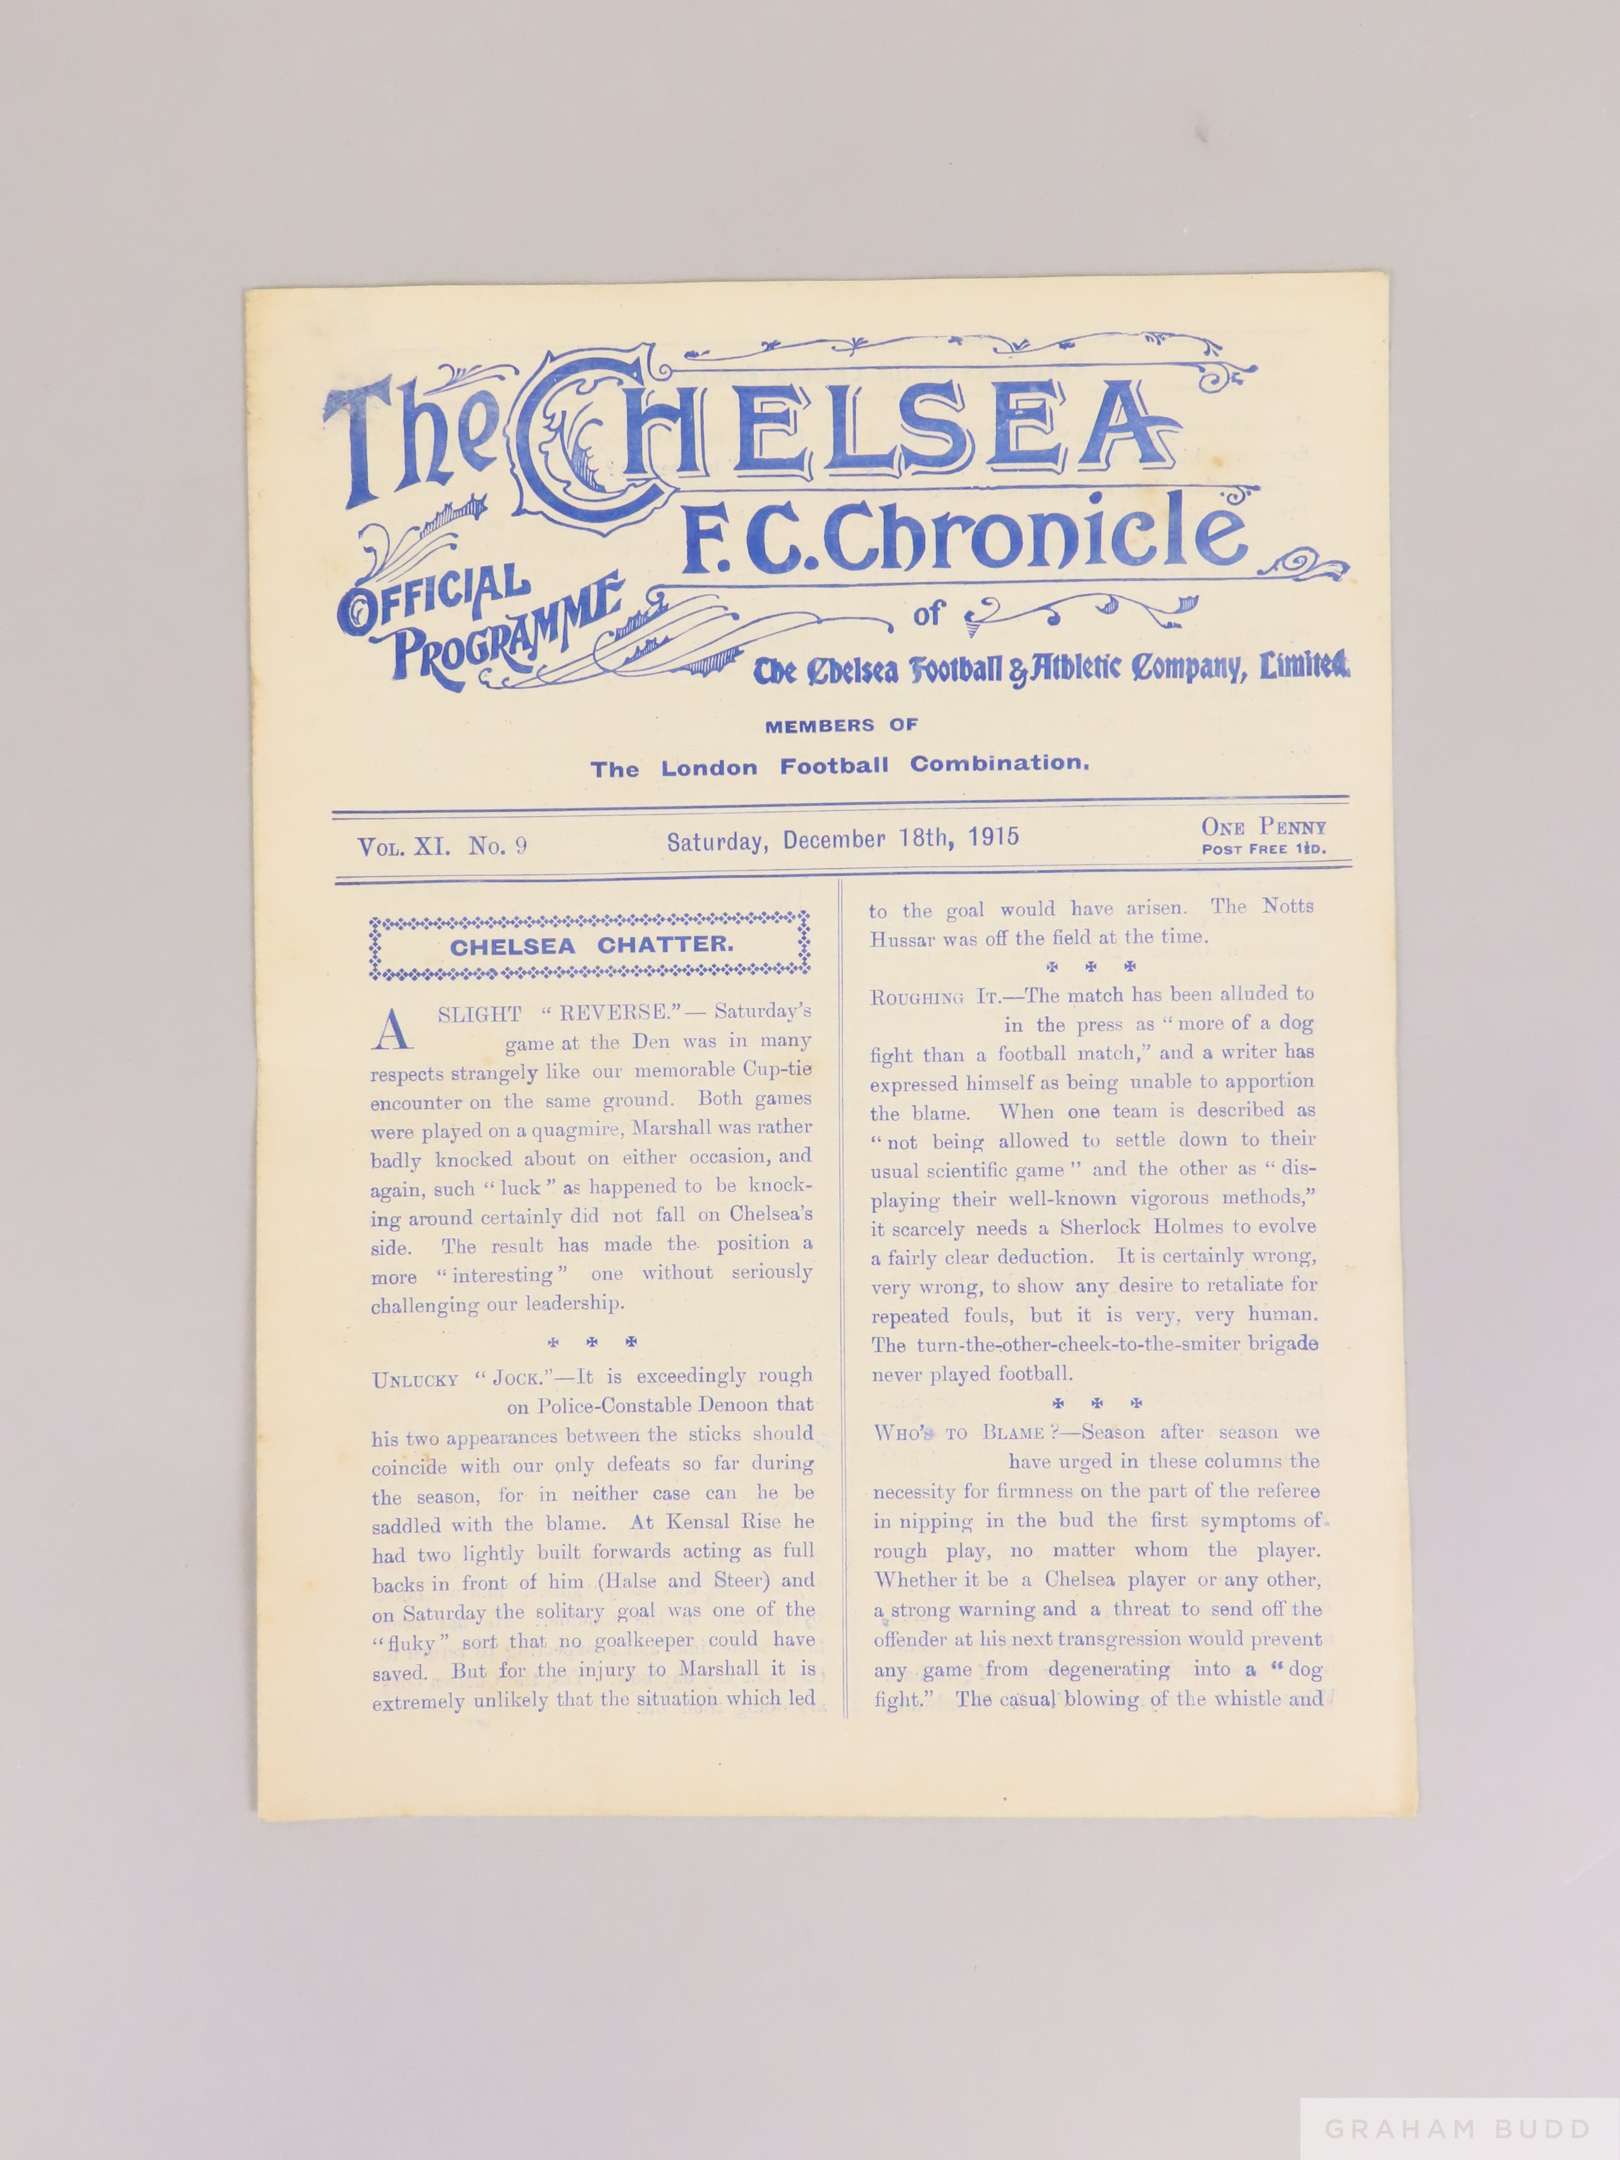 The CHELSEA
F.C. Chronicle
OFFICIAL
PROGRAMME
of
The Chelsea Football & Athletic Company, Limited.
MEMBERS OF
The London Football Combination.
VOL. XI. No. 9
Saturday, December 18th, 1915
ONE PENNY
POST FREE 1½D.
CHELSEA CHATTER.
A SLIGHT "REVERSE."— Saturday's
game at the Den was in many
respects strangely like our memorable Cup-tie
encounter on the same ground. Both games
were played on a quagmire, Marshall was rather
badly knocked about on either occasion, and
again, such "luck" as happened to be knock-
ing around certainly did not fall on Chelsea's
side. The result has made the position a
more "interesting" one without seriously
challenging our leadership.
UNLUCKY "JOCK."—It is exceedingly rough
on Police-Constable Denoon that
his two appearances between the sticks should
coincide with our only defeats so far during
the season, for in neither case can he be
saddled with the blame. At Kensal Rise he
had two lightly built forwards acting as full
backs in front of him (Halse and Steer) and
on Saturday the solitary goal was one of the
"fluky" sort that no goalkeeper could have
saved. But for the injury to Marshall it is
extremely unlikely that the situation which led
to the goal would have arisen. The Notts
Hussar was off the field at the time.
ROUGHING IT.—The match has been alluded to
in the press as "more of a dog
fight than a football match," and a writer has
expressed himself as being unable to apportion
the blame. When one team is described as
"not being allowed to settle down to their
usual scientific game" and the other as "dis-
playing their well-known vigorous methods,"
it scarcely needs a Sherlock Holmes to evolve
a fairly clear deduction. It is certainly wrong,
very wrong, to show any desire to retaliate for
repeated fouls, but it is very, very human.
The turn-the-other-cheek-to-the-smiter brigade
never played football.
WHO'S TO BLAME?—Season after season we
have urged in these columns the
necessity for firmness on the part of the referee
in nipping in the bud the first symptoms of
rough play, no matter whom the player.
Whether it be a Chelsea player or any other,
a strong warning and a threat to send off the
offender at his next transgression would prevent
any game from degenerating into a "dog
fight." The casual blowing of the whistle and
GRAHAM BUDD